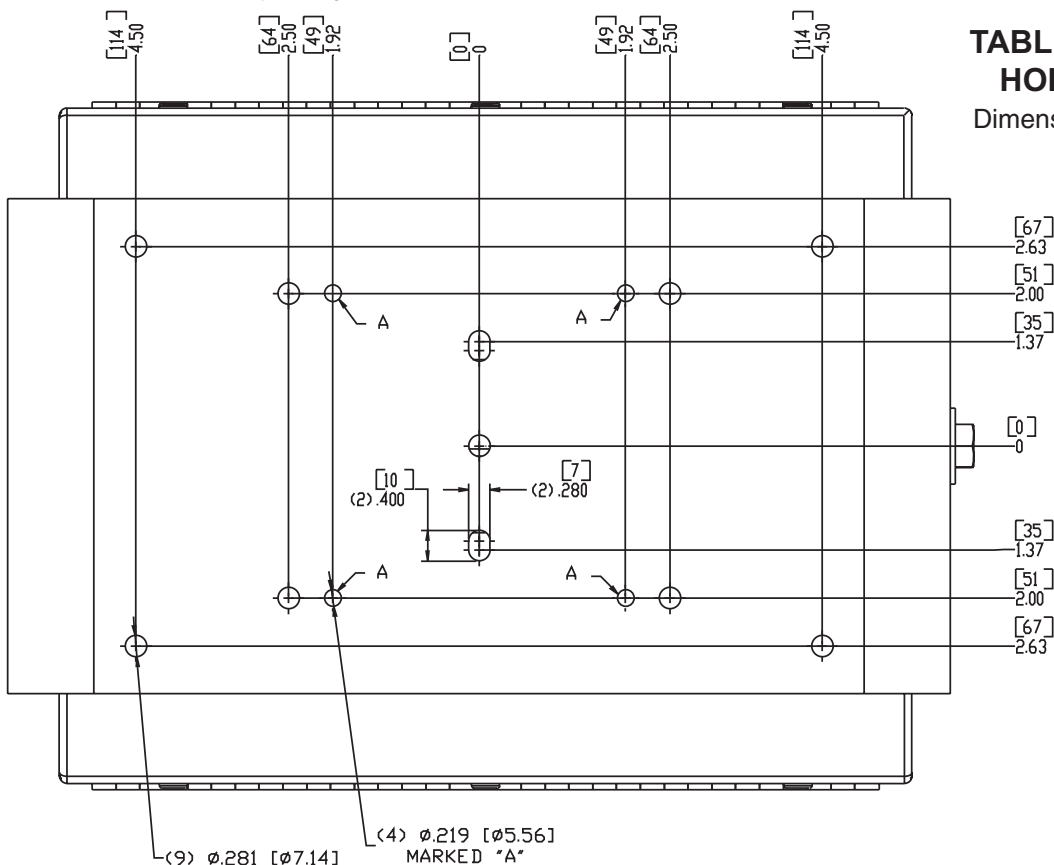 [114] 4.50
[64] 2.50
[49] 1.92
[0] 0
[49] 1.92
[64] 2.50
[114] 4.50
HOL
Dimens
[67]
2.63
[51]
2.00
[35]
1.37
A
A
[0]
0
[10]
(2).400
[7]
(2).280
[35]
1.37
A
A
[51]
2.00
[67]
2.63
(4) ø.219 [ø5.56]
MARKED "A"
(9) ø.281 [ø7.14]